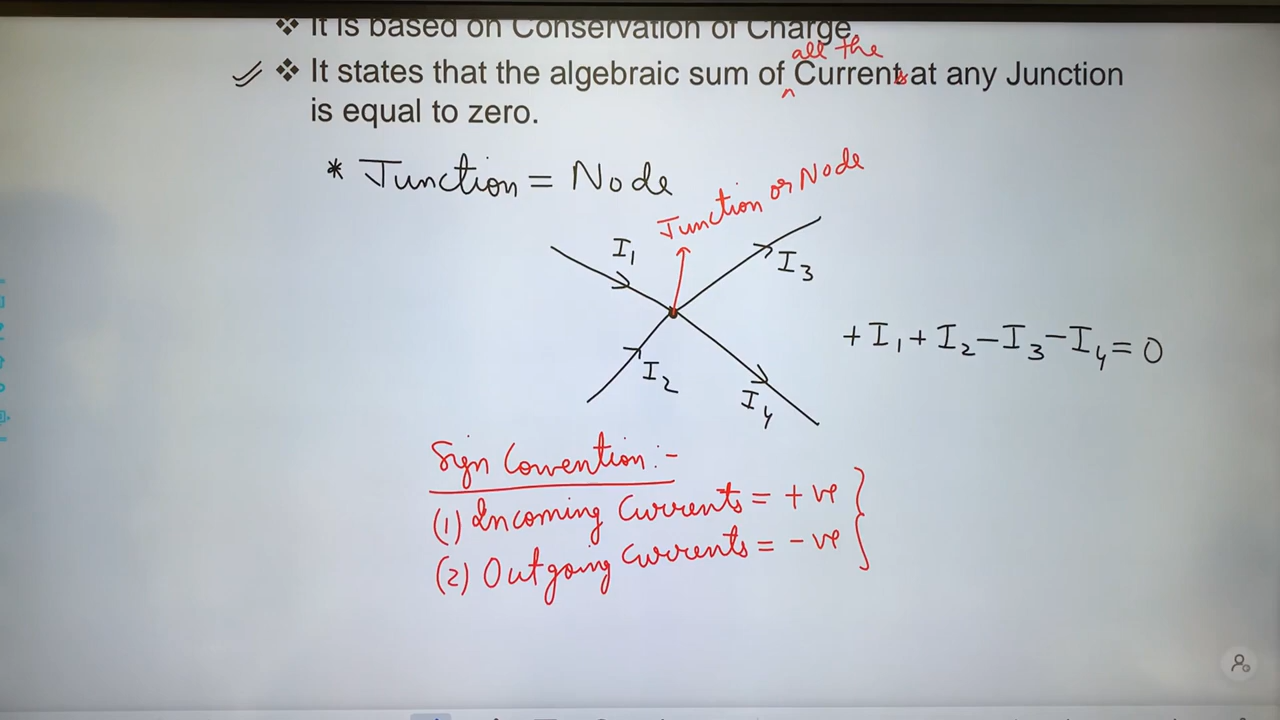 ❖ It is based on Conservation of Charge.
all the
❖ It states that the algebraic sum of ^ Currents at any Junction
is equal to zero.
* Junction = Node
Junction or Node
I₁
I₃
+I₁+I₂-I₃-I₄=0
I₂
I₄
Sign Convention:-
(1) Incoming Currents = +ve
(2) Outgoing Currents = -ve